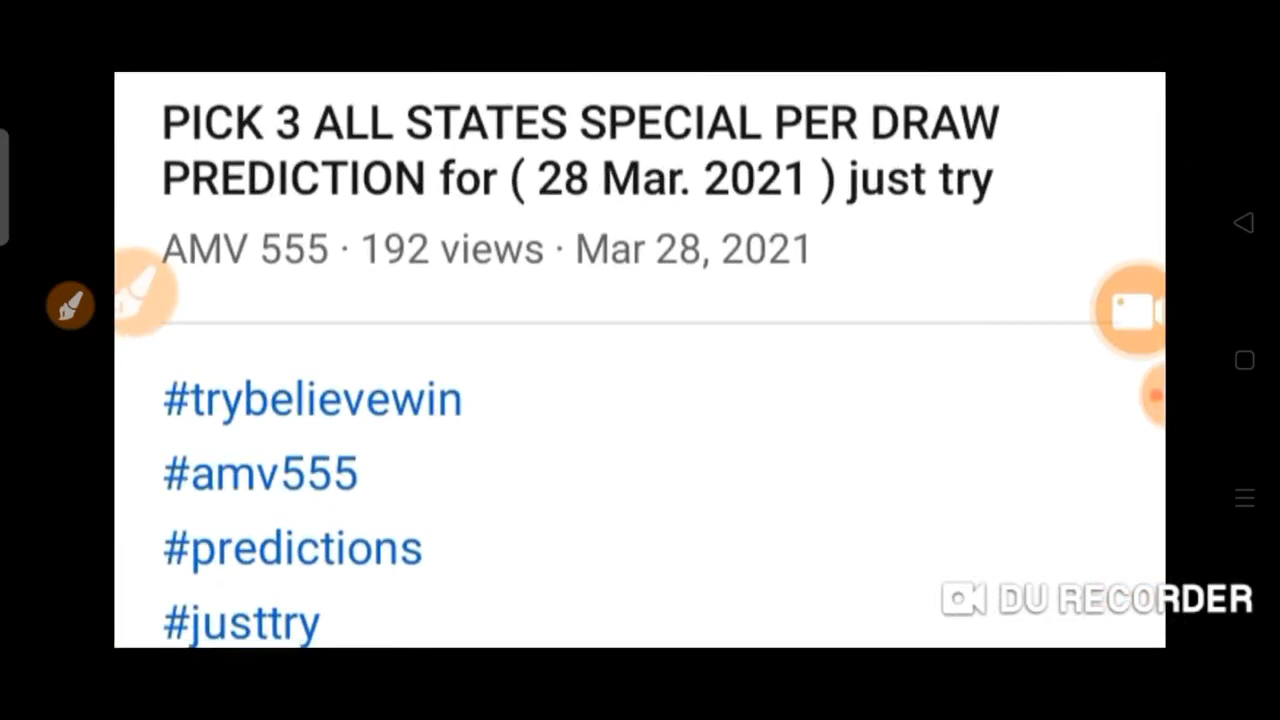 PICK 3 ALL STATES SPECIAL PER DRAW
PREDICTION for ( 28 Mar. 2021 ) just try
AMV 555 · 192 views · Mar 28, 2021
#trybelievewin
#amv555
#predictions
DU RECORDER
#justtry